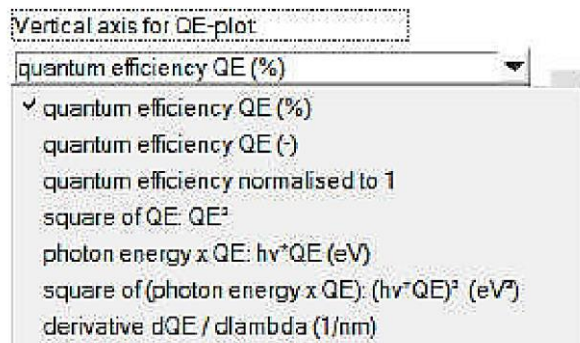 Vertical axis for QE-plot
quantum efficiency QE (%)
quantum efficiency QE (%)
quantum efficiency QE (-)
quantum efficiency normalised to 1
square of QE: QE²
photon energy x QE: hv*QE (eV)
square of (photon energy x QE): (hv*QE)² (eV²)
derivative dQE / dlambda (1/nm)